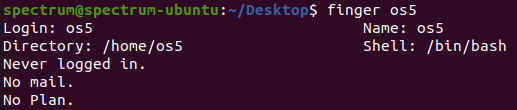 spectrum@spectrum-ubuntu:~/Desktop$ finger os5
Login: os5                              Name: os5
Directory: /home/os5                    Shell: /bin/bash
Never logged in.
No mail.
No Plan.